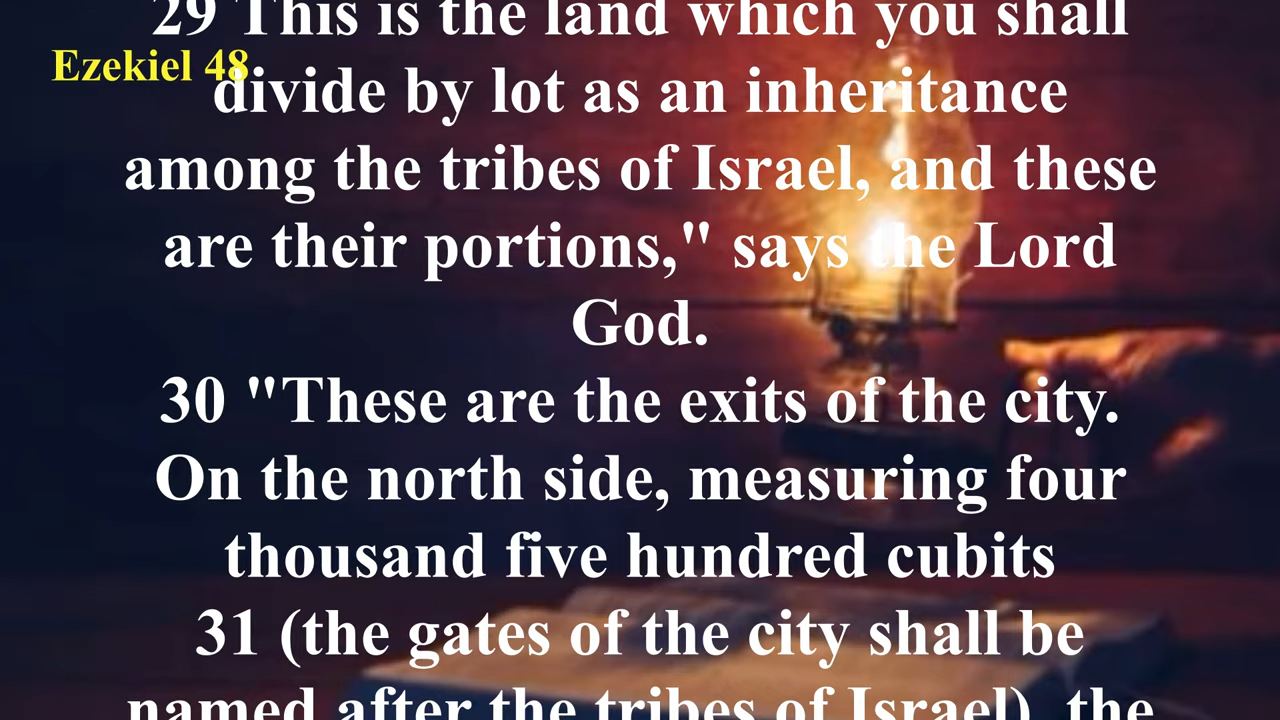 29 This is the land which you shall
Ezekiel 48
divide by lot as an inheritance
among the tribes of Israel, and these
are their portions," says the Lord
God.
30 "These are the exits of the city.
On the north side, measuring four
thousand five hundred cubits
31 (the gates of the city shall be
named after the tribes of Israel), the